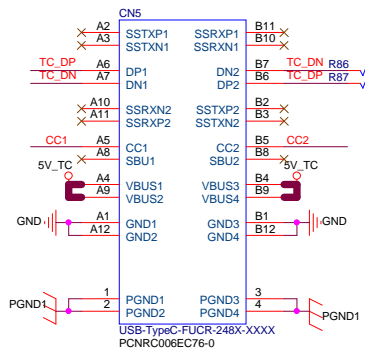 CN5
A2 SSTXP1 SSRXP1 B11
A3 SSTXN1 SSRXN1 B10
TC_DP A6 DP1 DN2 B7 TC_DN R86
TC_DN A7 DN1 DP2 B6 TC_DP R87
A10 SSRXN2 SSTXP2 B2
A11 SSRXP2 SSTXN2 B3
CC1 A5 CC1 CC2 B5 CC2
A8 SBU1 SBU2 B8
5V_TC 5V_TC
A4 VBUS1 VBUS3 B4
A9 VBUS2 VBUS4 B9
GND A1 GND1 GND3 B1 GND
A12 GND2 GND4 B12
1 PGND1 PGND3 3
PGND1 2 PGND2 PGND4 4 PGND1
USB-TypeC-FUCR-248X-XXXX
PCNRC006EC76-0